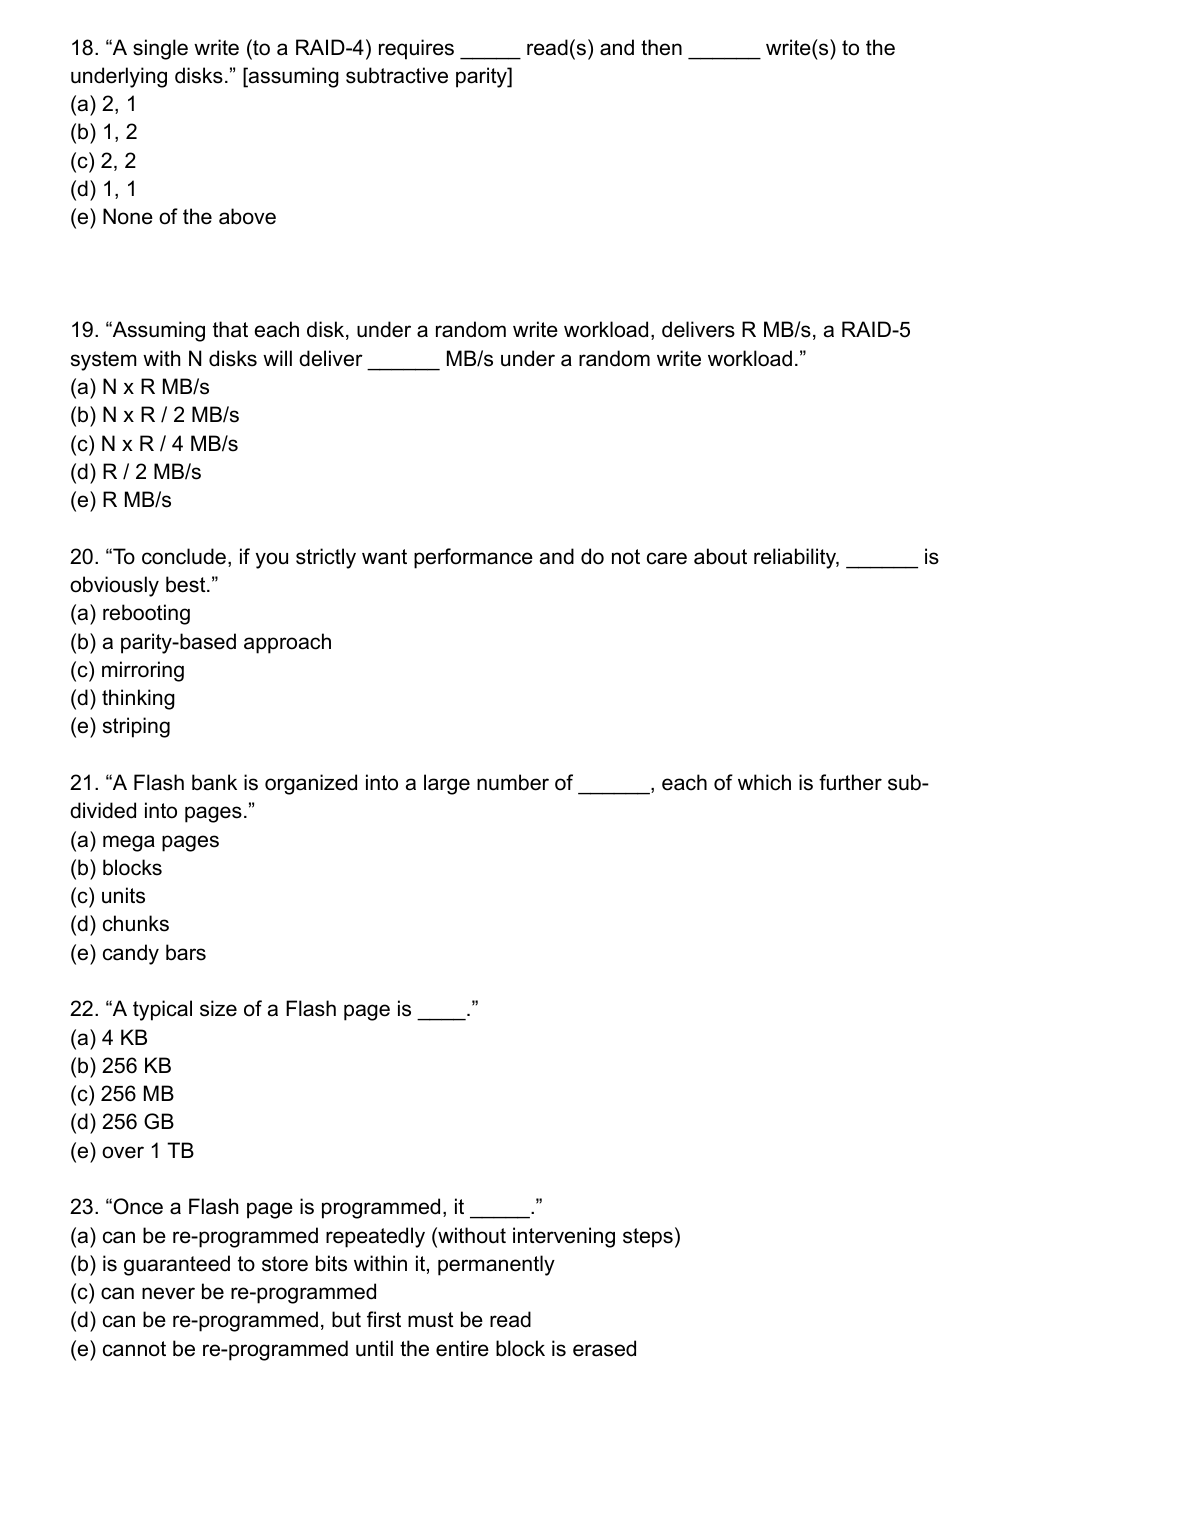 18. “A single write (to a RAID-4) requires _____ read(s) and then ______ write(s) to the
underlying disks.” [assuming subtractive parity]
(a) 2, 1
(b) 1, 2
(c) 2, 2
(d) 1, 1
(e) None of the above
19. “Assuming that each disk, under a random write workload, delivers R MB/s, a RAID-5
system with N disks will deliver ______ MB/s under a random write workload.”
(a) N x R MB/s
(b) N x R / 2 MB/s
(c) N x R / 4 MB/s
(d) R / 2 MB/s
(e) R MB/s
20. “To conclude, if you strictly want performance and do not care about reliability, ______ is
obviously best.”
(a) rebooting
(b) a parity-based approach
(c) mirroring
(d) thinking
(e) striping
21. “A Flash bank is organized into a large number of ______, each of which is further sub-
divided into pages.”
(a) mega pages
(b) blocks
(c) units
(d) chunks
(e) candy bars
22. “A typical size of a Flash page is ____.”
(a) 4 KB
(b) 256 KB
(c) 256 MB
(d) 256 GB
(e) over 1 TB
23. “Once a Flash page is programmed, it _____.”
(a) can be re-programmed repeatedly (without intervening steps)
(b) is guaranteed to store bits within it, permanently
(c) can never be re-programmed
(d) can be re-programmed, but first must be read
(e) cannot be re-programmed until the entire block is erased